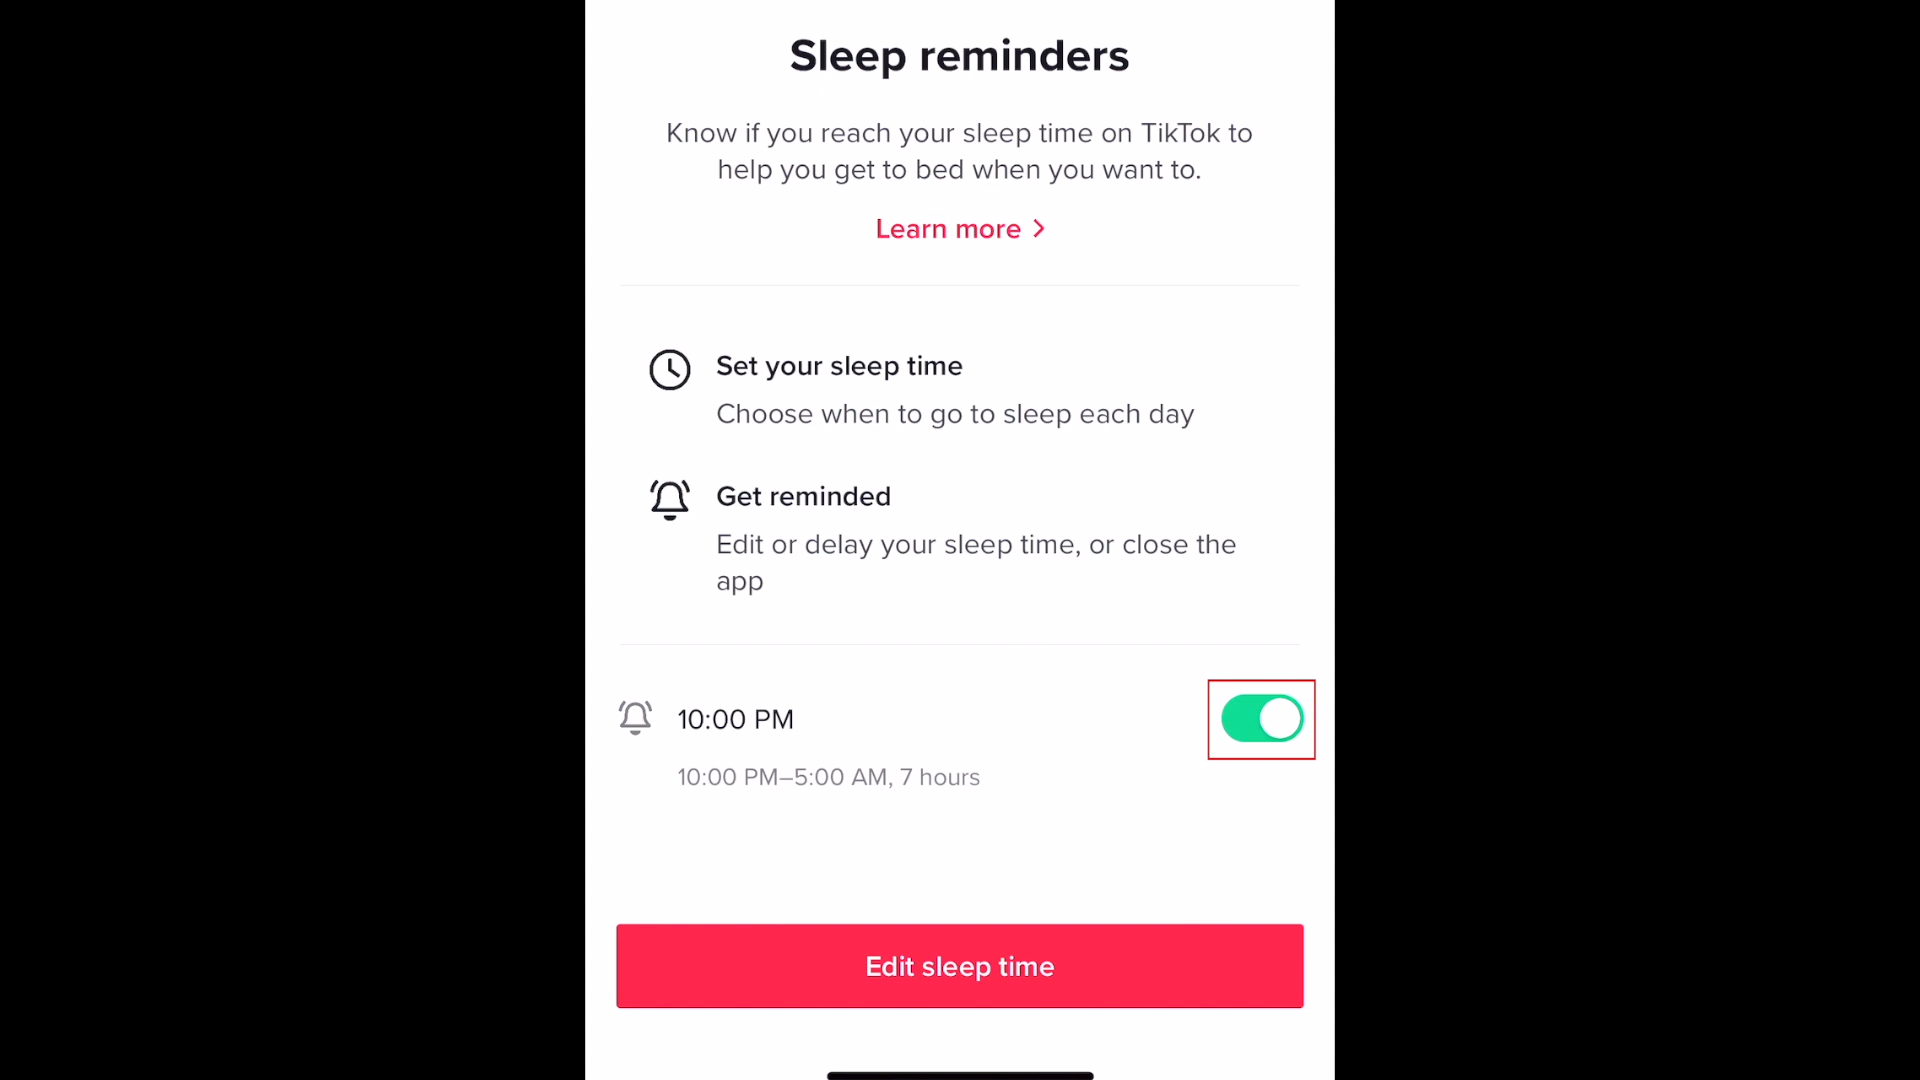 Sleep reminders
Know if you reach your sleep time on TikTok to
help you get to bed when you want to.
Learn more >
Set your sleep time
Choose when to go to sleep each day
Get reminded
Edit or delay your sleep time, or close the
app
10:00 PM
10:00 PM–5:00 AM, 7 hours
Edit sleep time